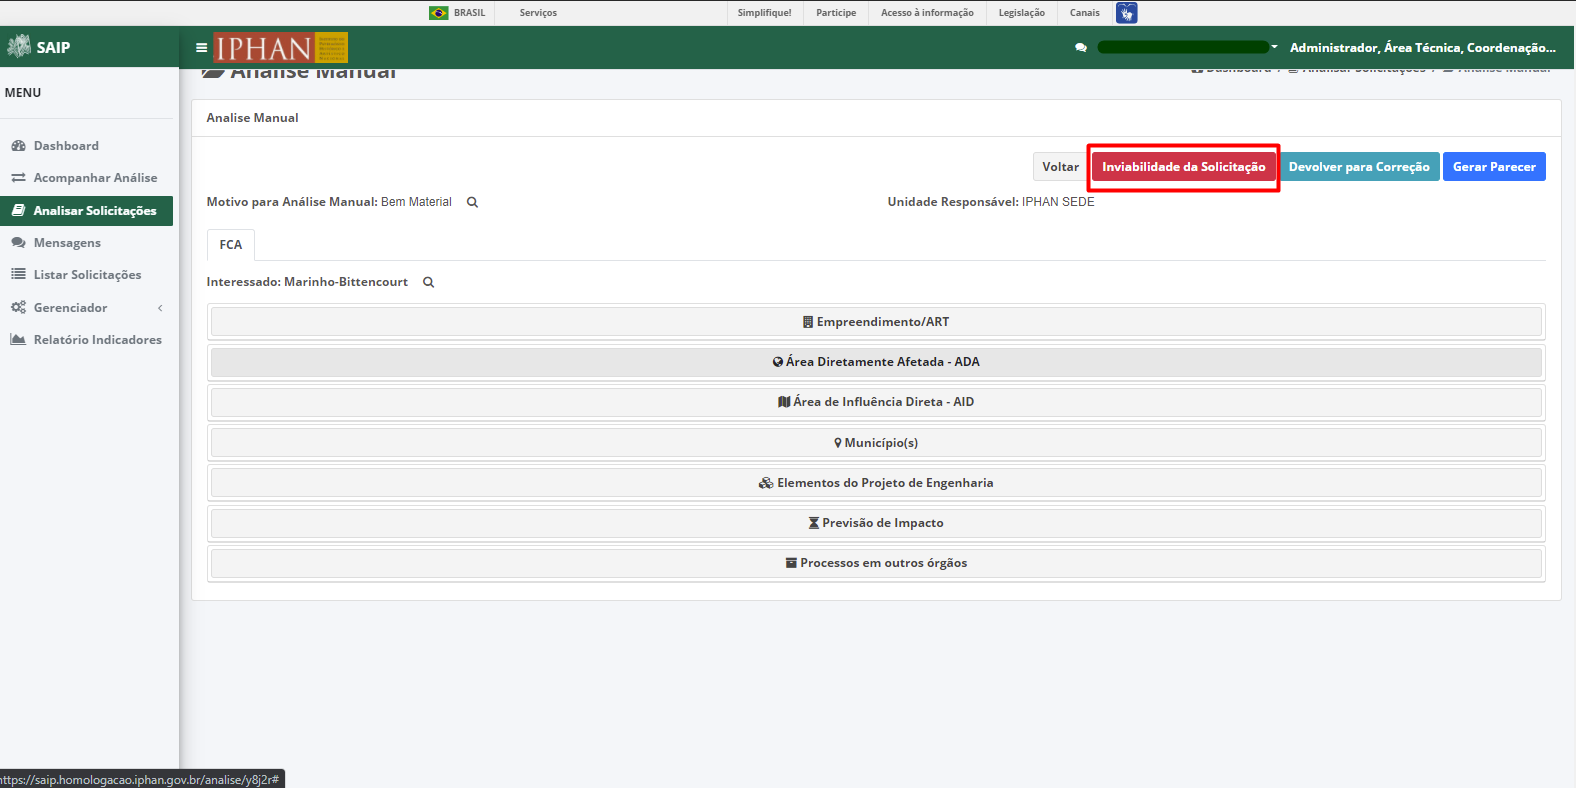 BRASIL Serviços Simplifique! Participe Acesso à informação Legislação Canais
SAIP
IPHAN
Administrador, Área Técnica, Coordenação...
MENU
Dashboard
Acompanhar Análise
Analisar Solicitações
Mensagens
Listar Solicitações
Gerenciador
Relatório Indicadores
Analise Manual
Dashboard / Analisar Solicitações / Analise Manual
Analise Manual
Voltar Inviabilidade da Solicitação Devolver para Correção Gerar Parecer
Motivo para Análise Manual: Bem Material Unidade Responsável: IPHAN SEDE
FCA
Interessado: Marinho-Bittencourt
Empreendimento/ART
Área Diretamente Afetada - ADA
Área de Influência Direta - AID
Município(s)
Elementos do Projeto de Engenharia
Previsão de Impacto
Processos em outros órgãos
https://saip.homologacao.iphan.gov.br/analise/y8j2r#